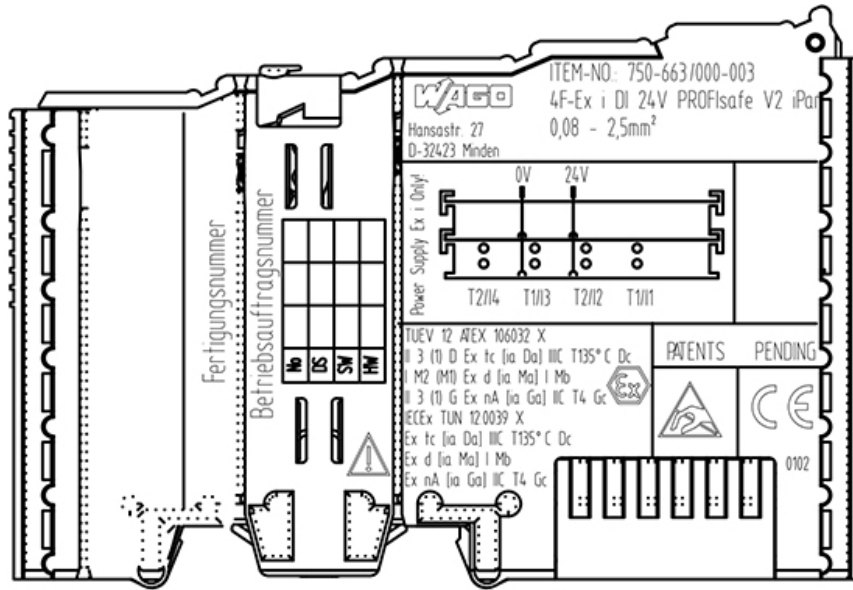 WAGO
Hansastr. 27
D-32423 Minden
ITEM-NO.: 750-663/000-003
4F-Ex i DI 24V PROFIsafe V2 iPar
0,08 - 2,5mm²
Power Supply Ex i Only!
0V 24V
T2/I4 T1/I3 T2/I2 T1/I1
Fertigungsnummer
Betriebsauftragsnummer
No
DS
SW
HW
TUEV 12 ATEX 106032 X
II 3 (1) D Ex tc [ia Da] IIIC T135°C Dc
I M2 (M1) Ex d [ia Ma] I Mb
II 3 (1) G Ex nA [ia Ga] IIC T4 Gc
Ex
IECEx TUN 12.0039 X
Ex tc [ia Da] IIIC T135°C Dc
Ex d [ia Ma] I Mb
Ex nA [ia Ga] IIC T4 Gc
PATENTS PENDING
CE
0102